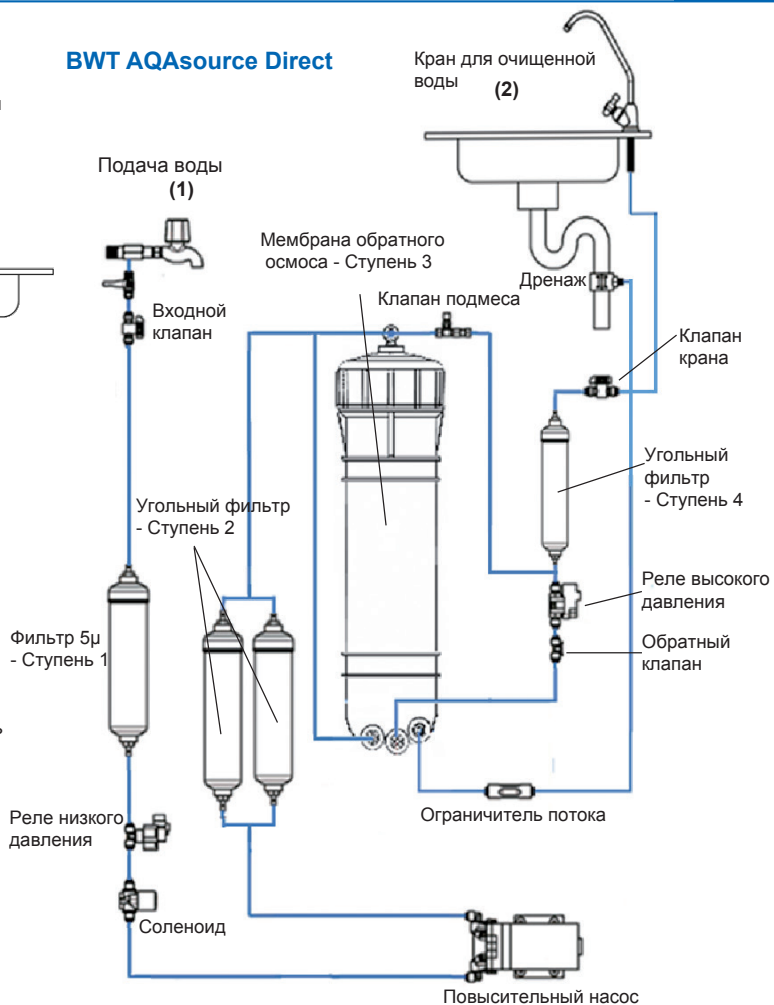 BWT AQAsource Direct
Кран для очищенной
воды
(2)
Подача воды
(1)
Мембрана обратного
осмоса - Ступень 3
Дренаж
Клапан подмеса
Входной
клапан
Клапан
крана
Угольный
фильтр
- Ступень 4
Угольный фильтр
- Ступень 2
Реле высокого
давления
Фильтр 5µ
- Ступень 1
Обратный
клапан
Ограничитель потока
Реле низкого
давления
Соленоид
Повысительный насос